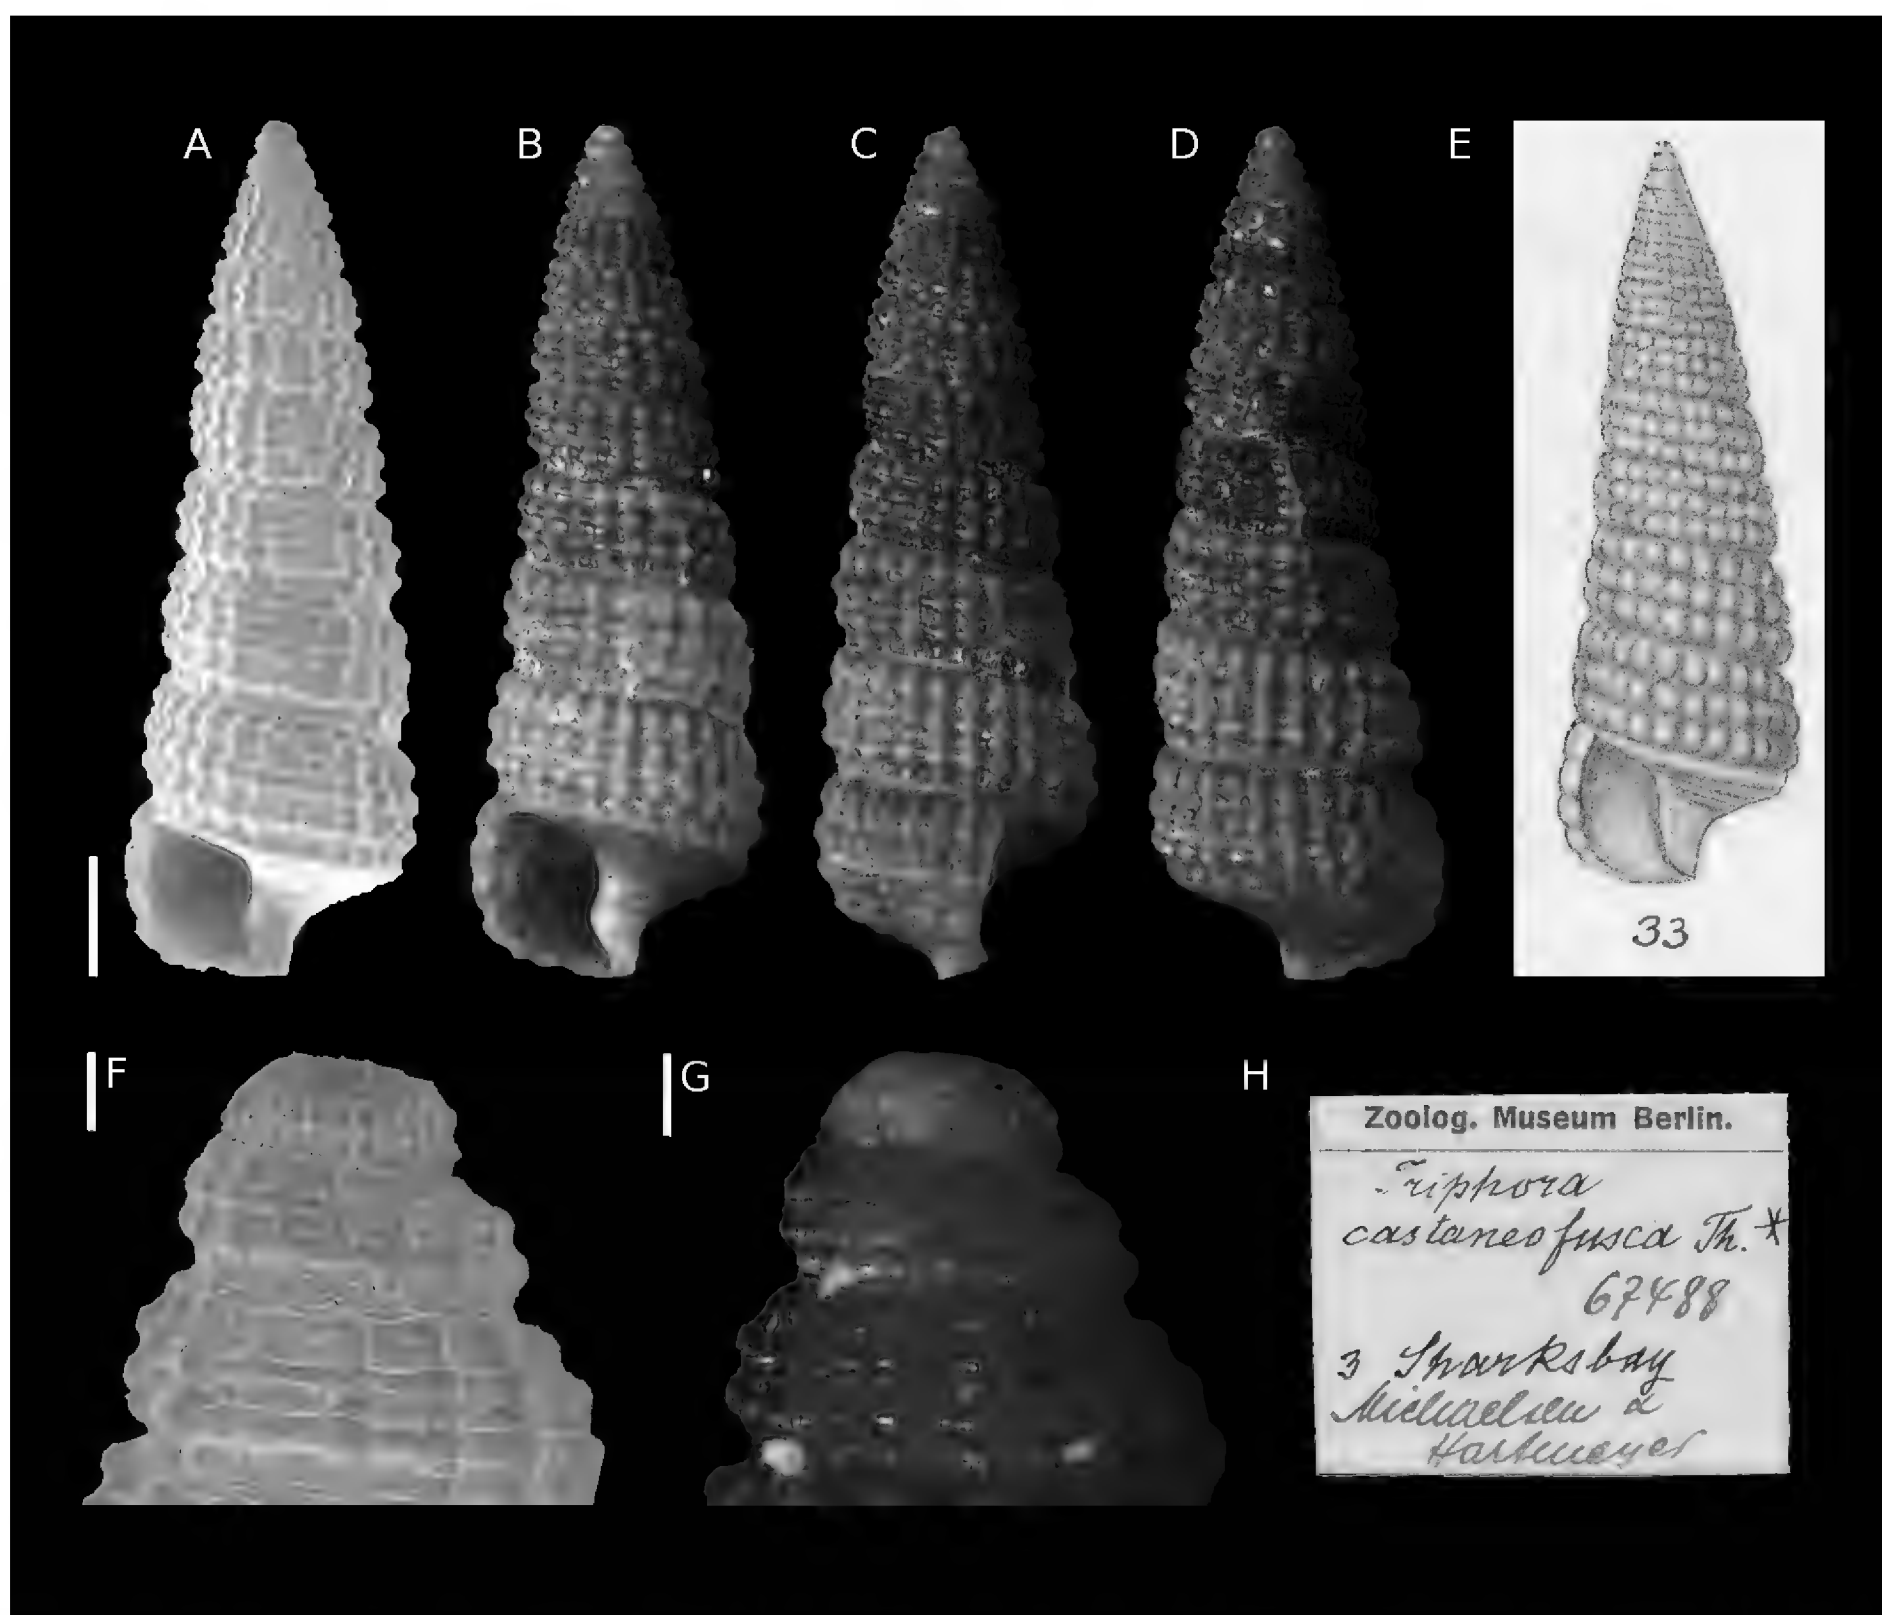 A
B
C
D
E
33
F
G
H
Zoolog. Museum Berlin.
Triphora
castaneofusca Th. *
67488
3 Sharksbay
Michaelsen &
Hartmeyer